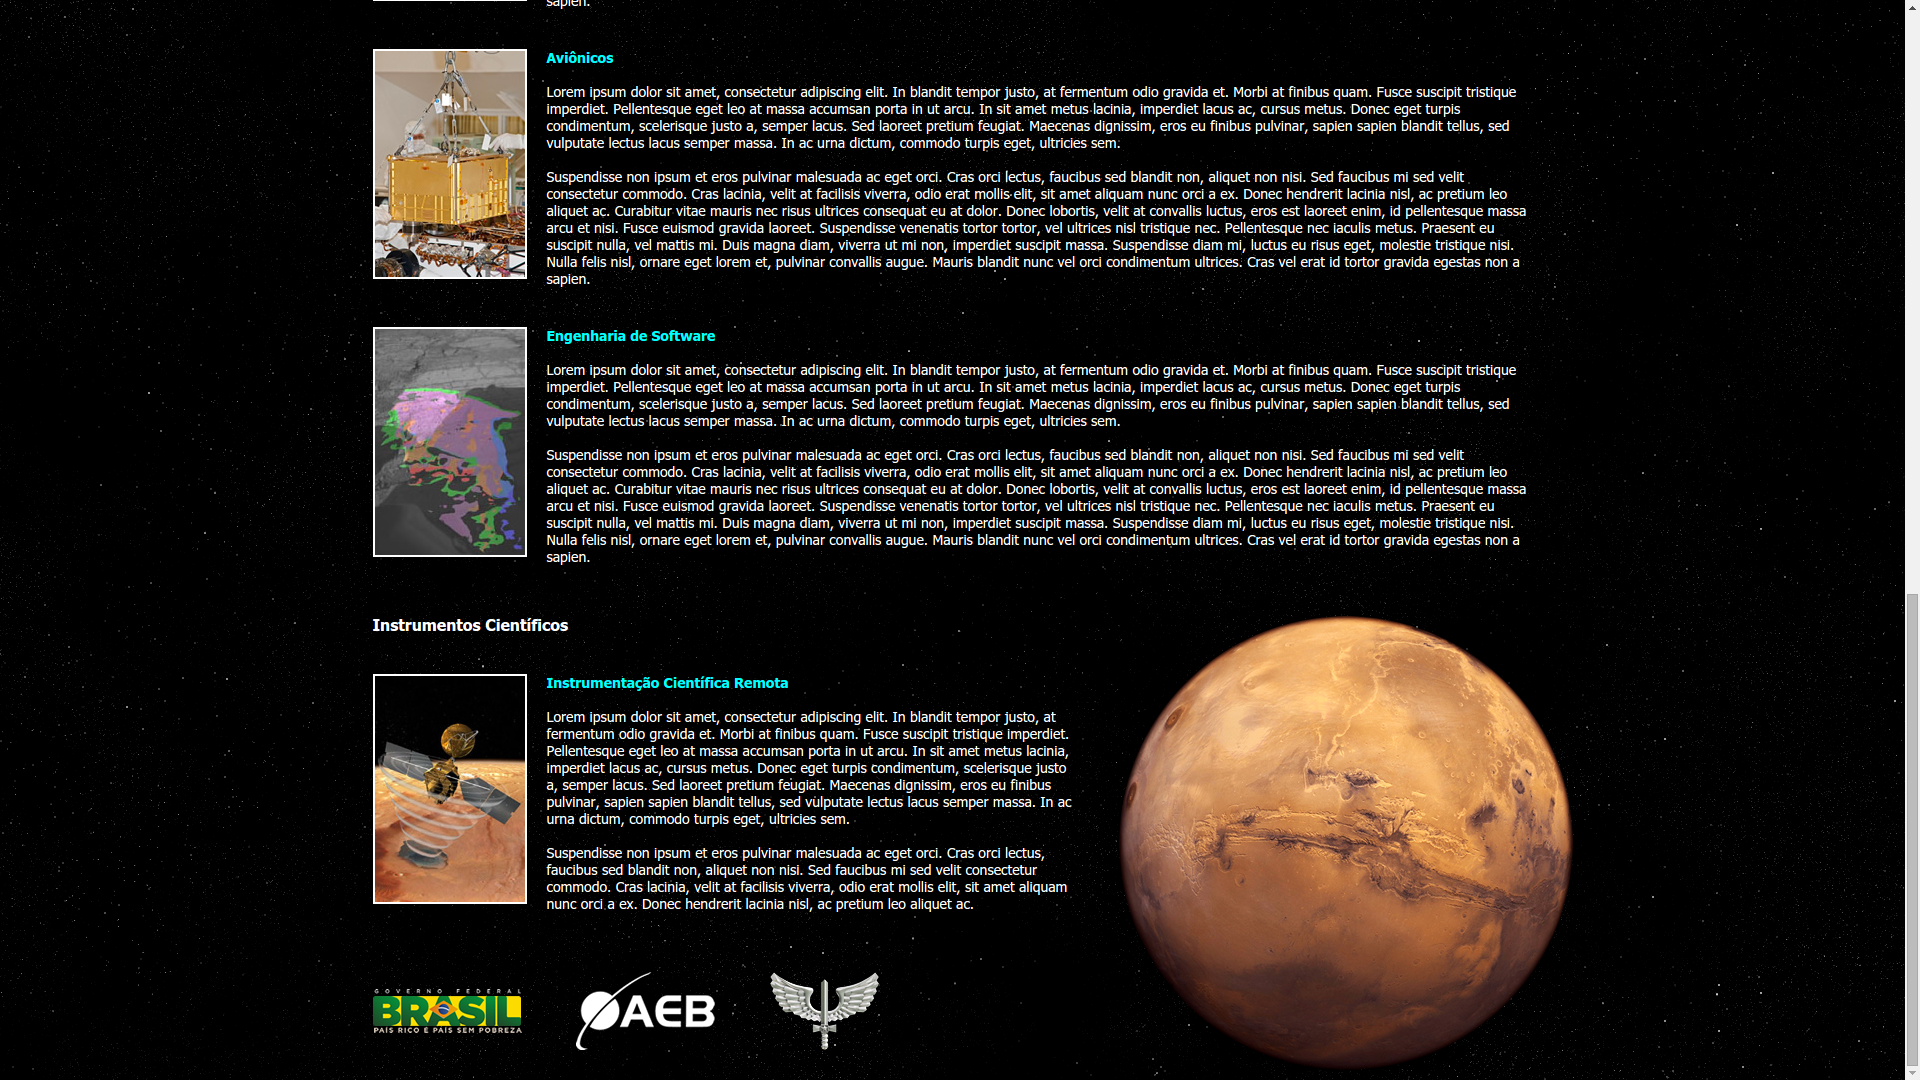 sapien.
Aviônicos
Lorem ipsum dolor sit amet, consectetur adipiscing elit. In blandit tempor justo, at fermentum odio gravida et. Morbi at finibus quam. Fusce suscipit tristique
imperdiet. Pellentesque eget leo at massa accumsan porta in ut arcu. In sit amet metus lacinia, imperdiet lacus ac, cursus metus. Donec eget turpis
condimentum, scelerisque justo a, semper lacus. Sed laoreet pretium feugiat. Maecenas dignissim, eros eu finibus pulvinar, sapien sapien blandit tellus, sed
vulputate lectus lacus semper massa. In ac urna dictum, commodo turpis eget, ultricies sem.
Suspendisse non ipsum et eros pulvinar malesuada ac eget orci. Cras orci lectus, faucibus sed blandit non, aliquet non nisi. Sed faucibus mi sed velit
consectetur commodo. Cras lacinia, velit at facilisis viverra, odio erat mollis elit, sit amet aliquam nunc orci a ex. Donec hendrerit lacinia nisl, ac pretium leo
aliquet ac. Curabitur vitae mauris nec risus ultrices consequat eu at dolor. Donec lobortis, velit at convallis luctus, eros est laoreet enim, id pellentesque massa
arcu et nisi. Fusce euismod gravida laoreet. Suspendisse venenatis tortor tortor, vel ultrices nisl tristique nec. Pellentesque nec iaculis metus. Praesent eu
suscipit nulla, vel mattis mi. Duis magna diam, viverra ut mi non, imperdiet suscipit massa. Suspendisse diam mi, luctus eu risus eget, molestie tristique nisi.
Nulla felis nisl, ornare eget lorem et, pulvinar convallis augue. Mauris blandit nunc vel orci condimentum ultrices. Cras vel erat id tortor gravida egestas non a
sapien.
Engenharia de Software
Lorem ipsum dolor sit amet, consectetur adipiscing elit. In blandit tempor justo, at fermentum odio gravida et. Morbi at finibus quam. Fusce suscipit tristique
imperdiet. Pellentesque eget leo at massa accumsan porta in ut arcu. In sit amet metus lacinia, imperdiet lacus ac, cursus metus. Donec eget turpis
condimentum, scelerisque justo a, semper lacus. Sed laoreet pretium feugiat. Maecenas dignissim, eros eu finibus pulvinar, sapien sapien blandit tellus, sed
vulputate lectus lacus semper massa. In ac urna dictum, commodo turpis eget, ultricies sem.
Suspendisse non ipsum et eros pulvinar malesuada ac eget orci. Cras orci lectus, faucibus sed blandit non, aliquet non nisi. Sed faucibus mi sed velit
consectetur commodo. Cras lacinia, velit at facilisis viverra, odio erat mollis elit, sit amet aliquam nunc orci a ex. Donec hendrerit lacinia nisl, ac pretium leo
aliquet ac. Curabitur vitae mauris nec risus ultrices consequat eu at dolor. Donec lobortis, velit at convallis luctus, eros est laoreet enim, id pellentesque massa
arcu et nisi. Fusce euismod gravida laoreet. Suspendisse venenatis tortor tortor, vel ultrices nisl tristique nec. Pellentesque nec iaculis metus. Praesent eu
suscipit nulla, vel mattis mi. Duis magna diam, viverra ut mi non, imperdiet suscipit massa. Suspendisse diam mi, luctus eu risus eget, molestie tristique nisi.
Nulla felis nisl, ornare eget lorem et, pulvinar convallis augue. Mauris blandit nunc vel orci condimentum ultrices. Cras vel erat id tortor gravida egestas non a
sapien.
Instrumentos Científicos
Instrumentação Científica Remota
Lorem ipsum dolor sit amet, consectetur adipiscing elit. In blandit tempor justo, at
fermentum odio gravida et. Morbi at finibus quam. Fusce suscipit tristique imperdiet.
Pellentesque eget leo at massa accumsan porta in ut arcu. In sit amet metus lacinia,
imperdiet lacus ac, cursus metus. Donec eget turpis condimentum, scelerisque justo
a, semper lacus. Sed laoreet pretium feugiat. Maecenas dignissim, eros eu finibus
pulvinar, sapien sapien blandit tellus, sed vulputate lectus lacus semper massa. In ac
urna dictum, commodo turpis eget, ultricies sem.
Suspendisse non ipsum et eros pulvinar malesuada ac eget orci. Cras orci lectus,
faucibus sed blandit non, aliquet non nisi. Sed faucibus mi sed velit consectetur
commodo. Cras lacinia, velit at facilisis viverra, odio erat mollis elit, sit amet aliquam
nunc orci a ex. Donec hendrerit lacinia nisl, ac pretium leo aliquet ac.
GOVERNO FEDERAL
BRASIL
PAÍS RICO É PAÍS SEM POBREZA
AEB